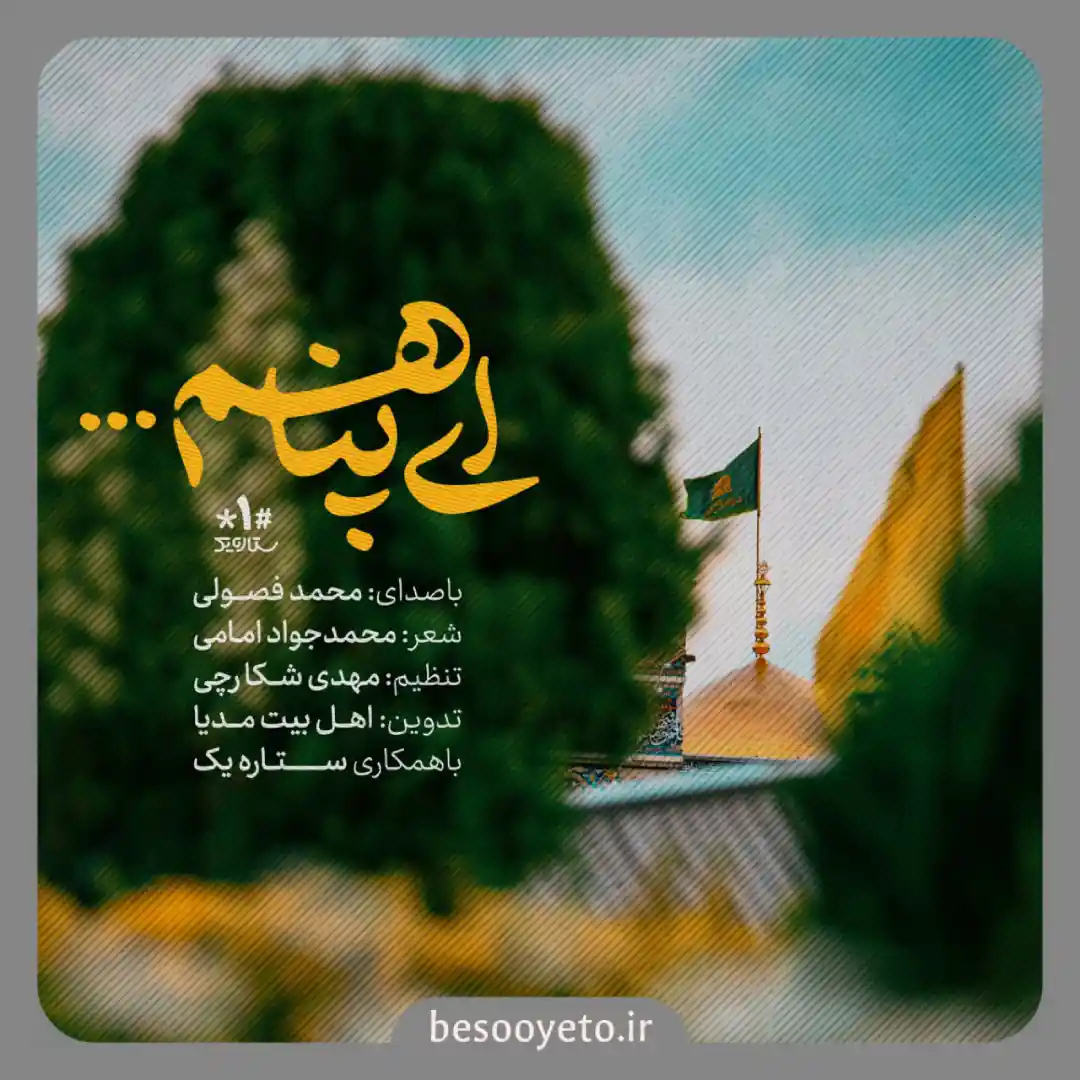 ای پناهم ...
*1#
ستاره‌یک
باصدای: محمد فصولی
شعر: محمدجواد امامی
تنظیم: مهدی شکارچی
تدوین: اهل بیت مدیا
باهمکاری ستاره یک
besooyeto.ir